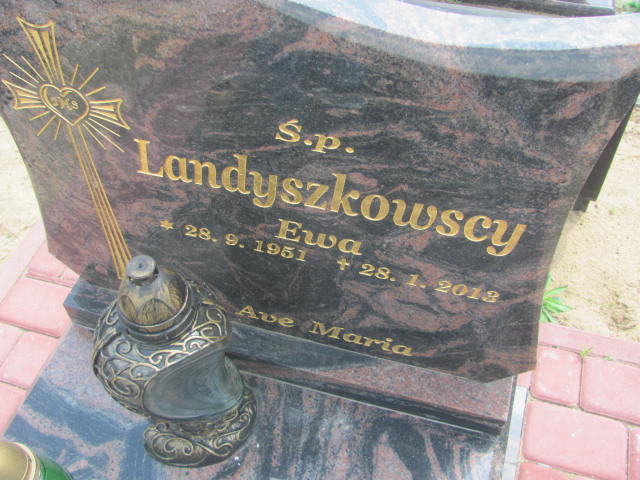 Ś.p.
Landyszkowscy
Ewa
* 28. 9. 1951 ✝ 28. 1. 2013
Ave Maria